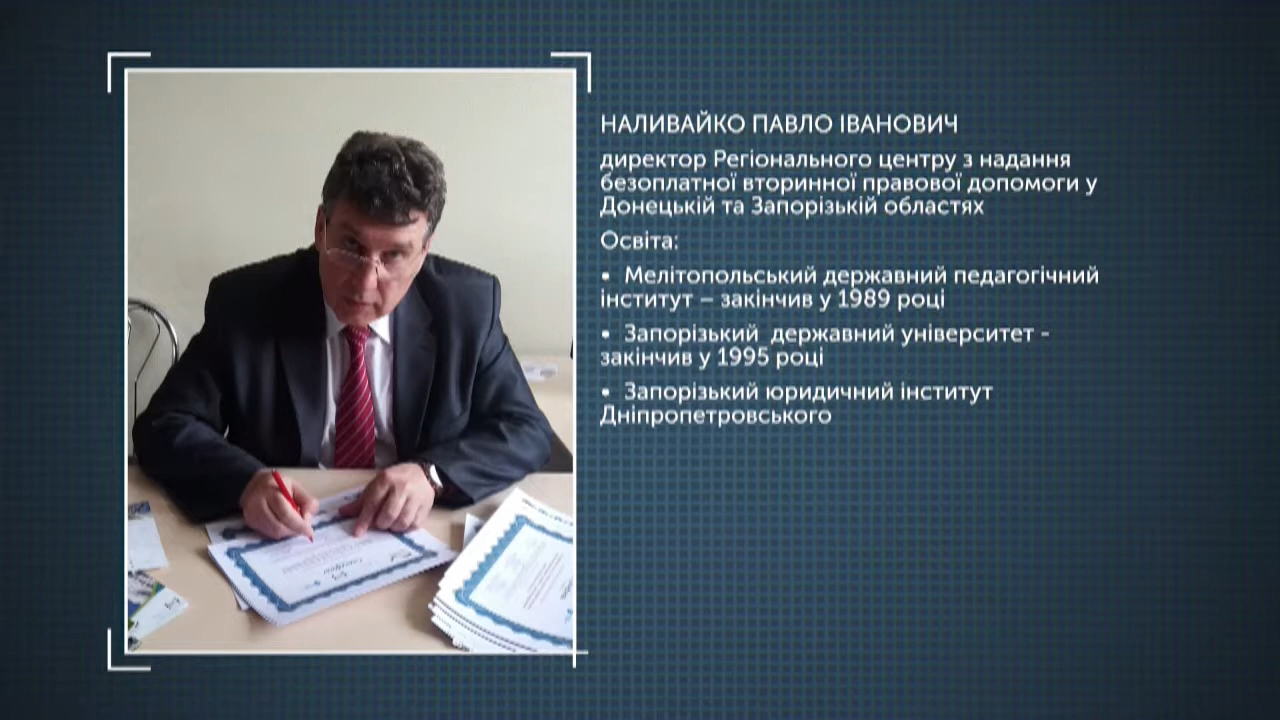 НАЛИВАЙКО ПАВЛО ІВАНОВИЧ
директор Регіонального центру з надання
безоплатної вторинної правової допомоги у
Донецькій та Запорізькій областях
Освіта:
• Мелітопольський державний педагогічний
інститут – закінчив у 1989 році
• Запорізький державний університет -
закінчив у 1995 році
• Запорізький юридичний інститут
Дніпропетровського